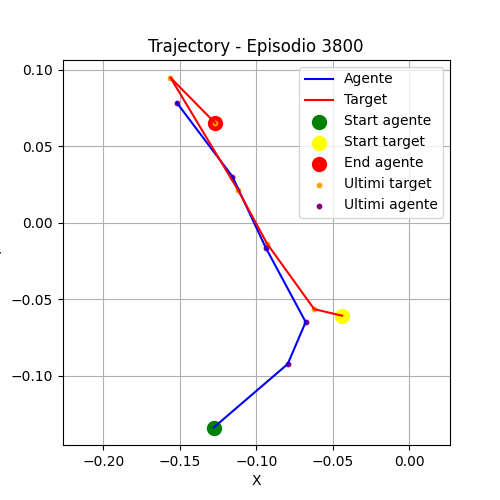 Trajectory - Episodio 3800
Agente
Target
Start agente
Start target
End agente
Ultimi target
Ultimi agente
0.10
0.05
0.00
−0.05
−0.10
−0.20
−0.15
−0.10
−0.05
0.00
X